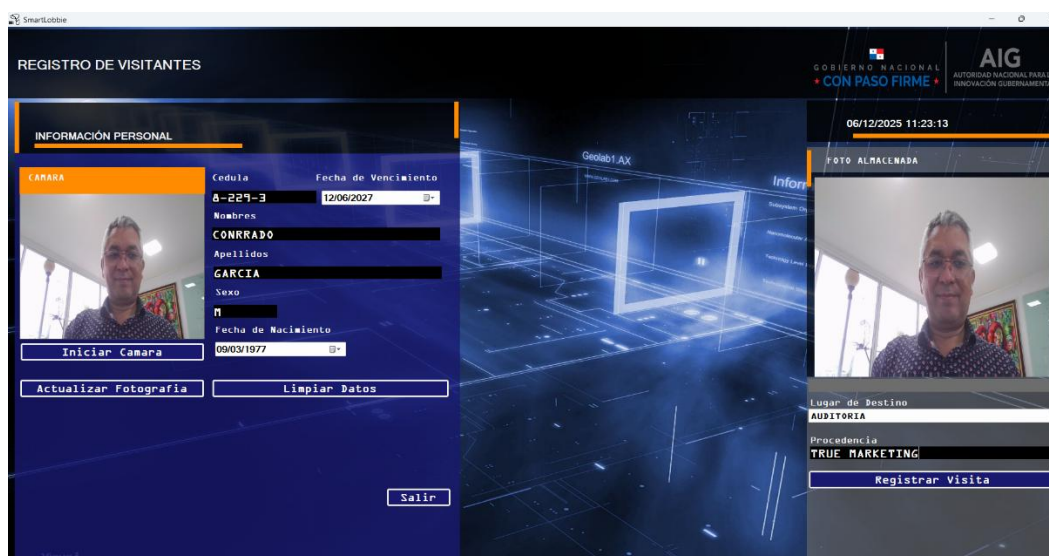 SmartLobbie
REGISTRO DE VISITANTES
GOBIERNO NACIONAL
★ CON PASO FIRME ★
AIG
AUTORIDAD NACIONAL PARA L
INNOVACIÓN GUBERNAMENTA
INFORMACIÓN PERSONAL
CAMARA
Cedula
8-229-3
Fecha de Vencimiento
12/06/2027
Nombres
CONRRADO
Apellidos
GARCIA
Sexo
M
Fecha de Nacimiento
09/03/1977
Iniciar Camara
Actualizar Fotografia
Limpiar Datos
Salir
Geolab1.AX
Inforr
06/12/2025 11:23:13
FOTO ALMACENADA
Lugar de Destino
AUDITORIA
Procedencia
TRUE MARKETING
Registrar Visita